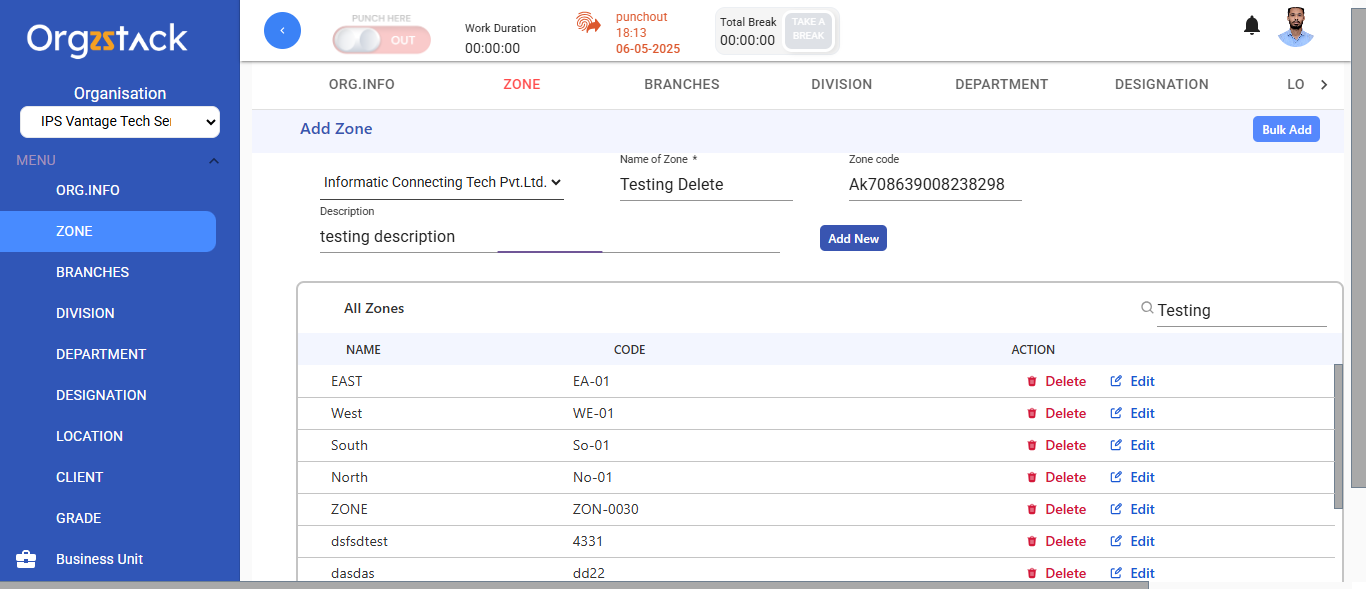 Orgzstack
Organisation
IPS Vantage Tech Ser
MENU
ORG.INFO
ZONE
BRANCHES
DIVISION
DEPARTMENT
DESIGNATION
LOCATION
CLIENT
GRADE
Business Unit
PUNCH HERE
OUT
Work Duration
00:00:00
punchout
18:13
06-05-2025
Total Break
00:00:00
TAKE A
BREAK
ORG.INFO ZONE BRANCHES DIVISION DEPARTMENT DESIGNATION LO
Add Zone
Bulk Add
Name of Zone * Zone code
Informatic Connecting Tech Pvt.Ltd. Testing Delete Ak708639008238298
Description
testing description
Add New
All Zones
Testing
NAME CODE ACTION
EAST EA-01 Delete Edit
West WE-01 Delete Edit
South So-01 Delete Edit
North No-01 Delete Edit
ZONE ZON-0030 Delete Edit
dsfsdtest 4331 Delete Edit
dasdas dd22 Delete Edit